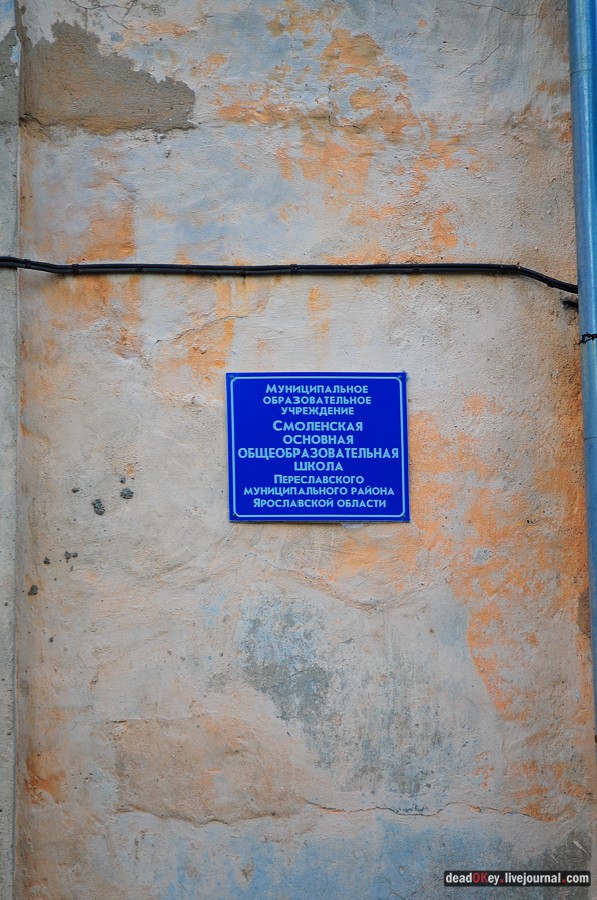 Муниципальное
образовательное
учреждение
Смоленская
основная
общеобразовательная
школа
Переславского
муниципального района
Ярославской области
deadOKey.livejournal.com